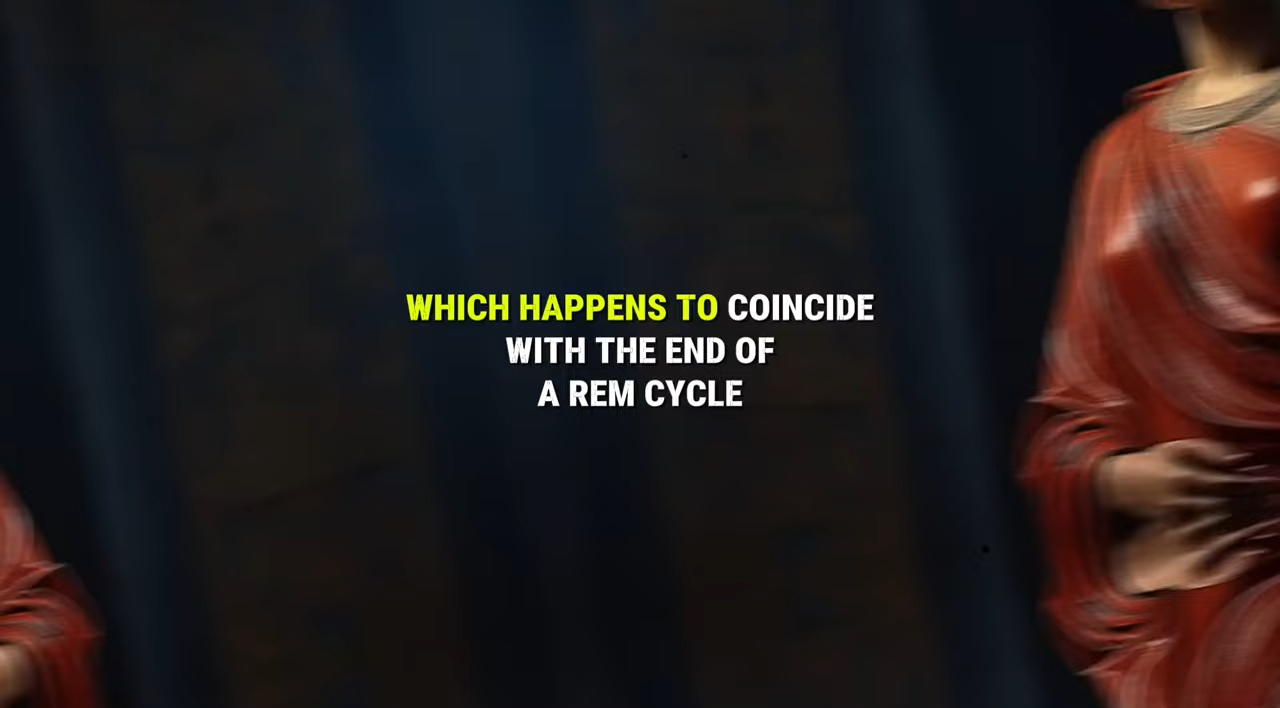 WHICH HAPPENS TO COINCIDE
WITH THE END OF
A REM CYCLE